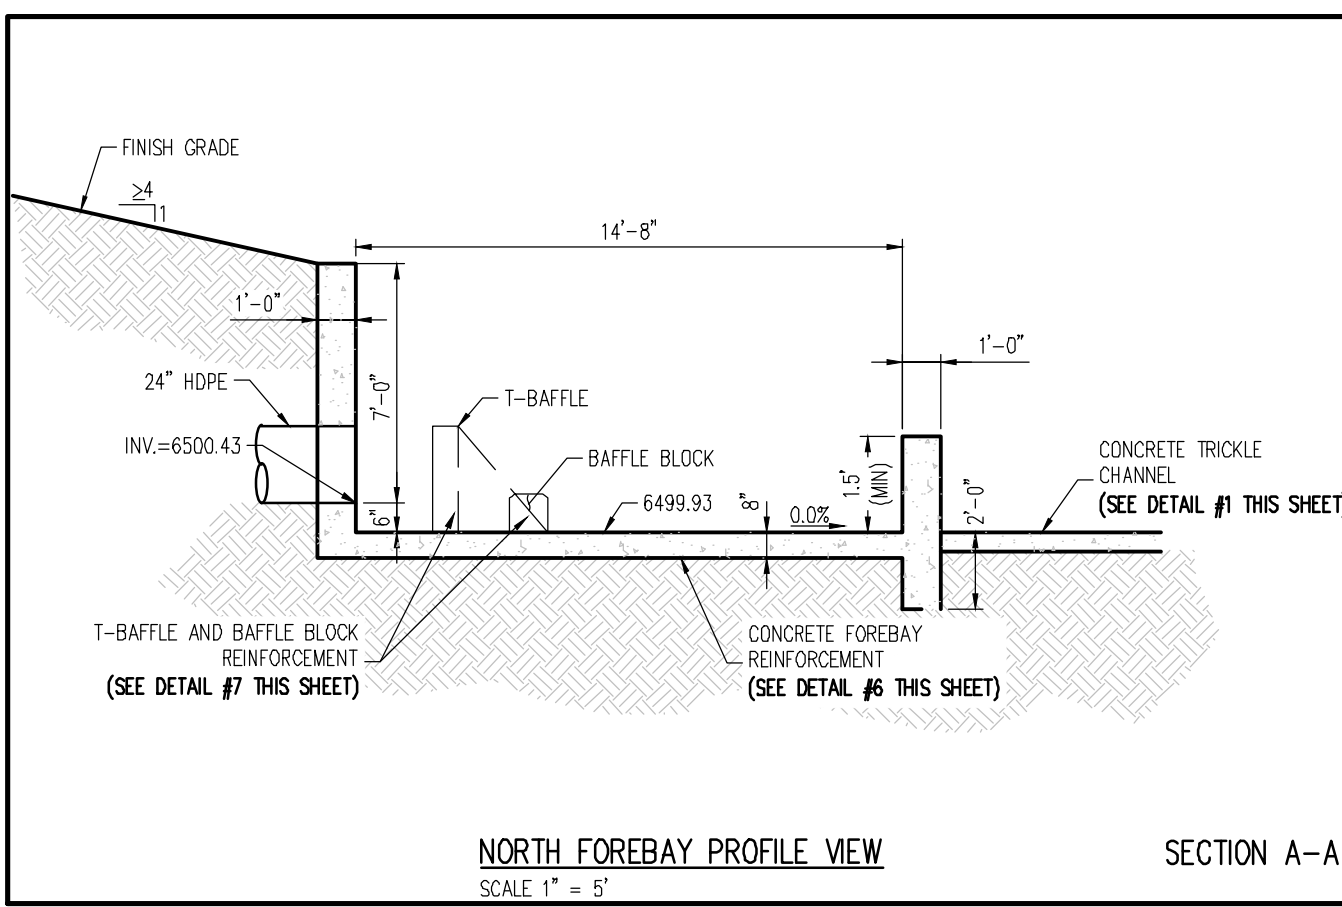 FINISH GRADE
≥4
1
14'-8"
1'-0"
1'-0"
24" HDPE
7'-0"
T-BAFFLE
INV.=6500.43
BAFFLE BLOCK
1.5'
(MIN)
CONCRETE TRICKLE
CHANNEL
(SEE DETAIL #1 THIS SHEET)
6499.93
8"
2'-0"
6"
0.0%
T-BAFFLE AND BAFFLE BLOCK
REINFORCEMENT
(SEE DETAIL #7 THIS SHEET)
CONCRETE FOREBAY
REINFORCEMENT
(SEE DETAIL #6 THIS SHEET)
NORTH FOREBAY PROFILE VIEW
SCALE 1" = 5'
SECTION A-A